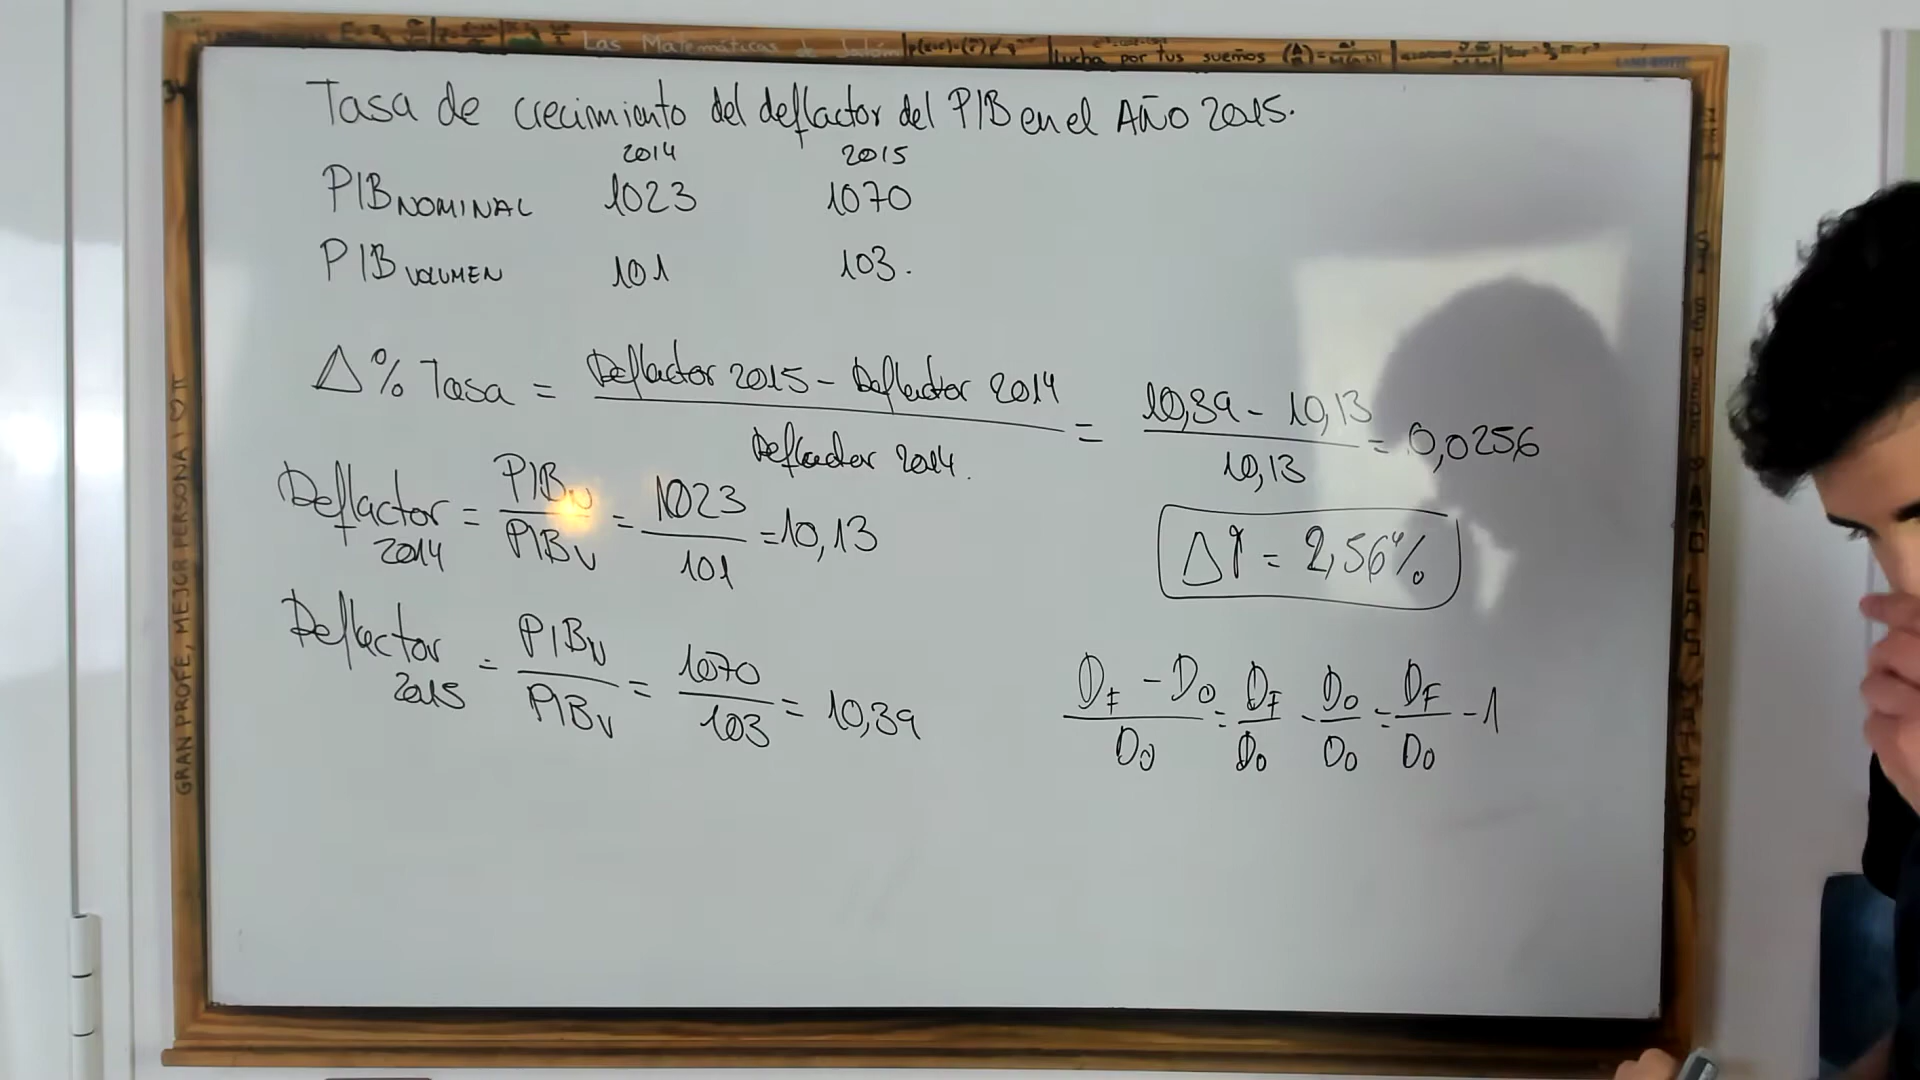 Las Matemáticas de Jalón
Lucha por tus sueños
Tasa de crecimiento del deflactor del PIB en el AÑO 2015.
2014 2015
PIB NOMINAL 1023 1070
PIB VOLUMEN 101 103.
Δ% Tasa = (Deflactor 2015 - Deflactor 2014) / Deflactor 2014. = (10,39 - 10,13) / 10,13 = 0,0256
Deflactor 2014 = PIBN / PIBV = 1023 / 101 = 10,13
ΔP = 2,56%
Deflactor 2015 = PIBN / PIBV = 1070 / 103 = 10,39
(DF - D0) / D0 = DF / D0 - D0 / D0 = DF / D0 - 1
GRAN PROFE, MEJOR PERSONA I ♡ π